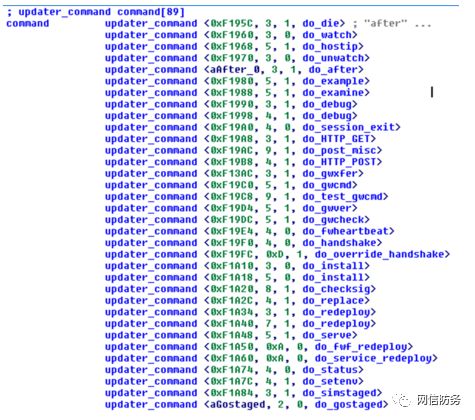 ; updater_command command[89]
command updater_command <0xF195C, 3, 1, do_die> ; "after" ...
updater_command <0xF1960, 3, 0, do_watch>
updater_command <0xF1968, 5, 1, do_hostip>
updater_command <0xF1970, 3, 0, do_unwatch>
updater_command <aAfter_0, 3, 1, do_after>
updater_command <0xF1980, 5, 1, do_example>
updater_command <0xF1988, 5, 1, do_examine>
updater_command <0xF1990, 3, 1, do_debug>
updater_command <0xF1998, 4, 1, do_debug>
updater_command <0xF19A0, 4, 0, do_session_exit>
updater_command <0xF19A8, 3, 1, do_HTTP_GET>
updater_command <0xF19AC, 9, 1, do_post_misc>
updater_command <0xF19B8, 4, 1, do_HTTP_POST>
updater_command <0xF13AC, 3, 1, do_gwxfer>
updater_command <0xF19C0, 5, 1, do_gwcmd>
updater_command <0xF19C8, 9, 1, do_test_gwcmd>
updater_command <0xF19D4, 5, 1, do_gwver>
updater_command <0xF19DC, 5, 1, do_gwcheck>
updater_command <0xF19E4, 4, 0, do_fwheartbeat>
updater_command <0xF19F0, 4, 0, do_handshake>
updater_command <0xF19FC, 0xD, 1, do_override_handshake>
updater_command <0xF1A10, 3, 0, do_install>
updater_command <0xF1A18, 5, 0, do_install>
updater_command <0xF1A20, 8, 1, do_checksig>
updater_command <0xF1A2C, 4, 1, do_replace>
updater_command <0xF1A34, 3, 1, do_redeploy>
updater_command <0xF1A40, 7, 1, do_redeploy>
updater_command <0xF1A48, 5, 1, do_serve>
updater_command <0xF1A50, 0xA, 0, do_fwf_redeploy>
updater_command <0xF1A60, 0xA, 0, do_service_redeploy>
updater_command <0xF1A74, 4, 0, do_status>
updater_command <0xF1A7C, 4, 1, do_setenv>
updater_command <0xF1A84, 3, 1, do_simstaged>
updater_command <aGostaged, 2, 0, do_gostaged>
网信防务